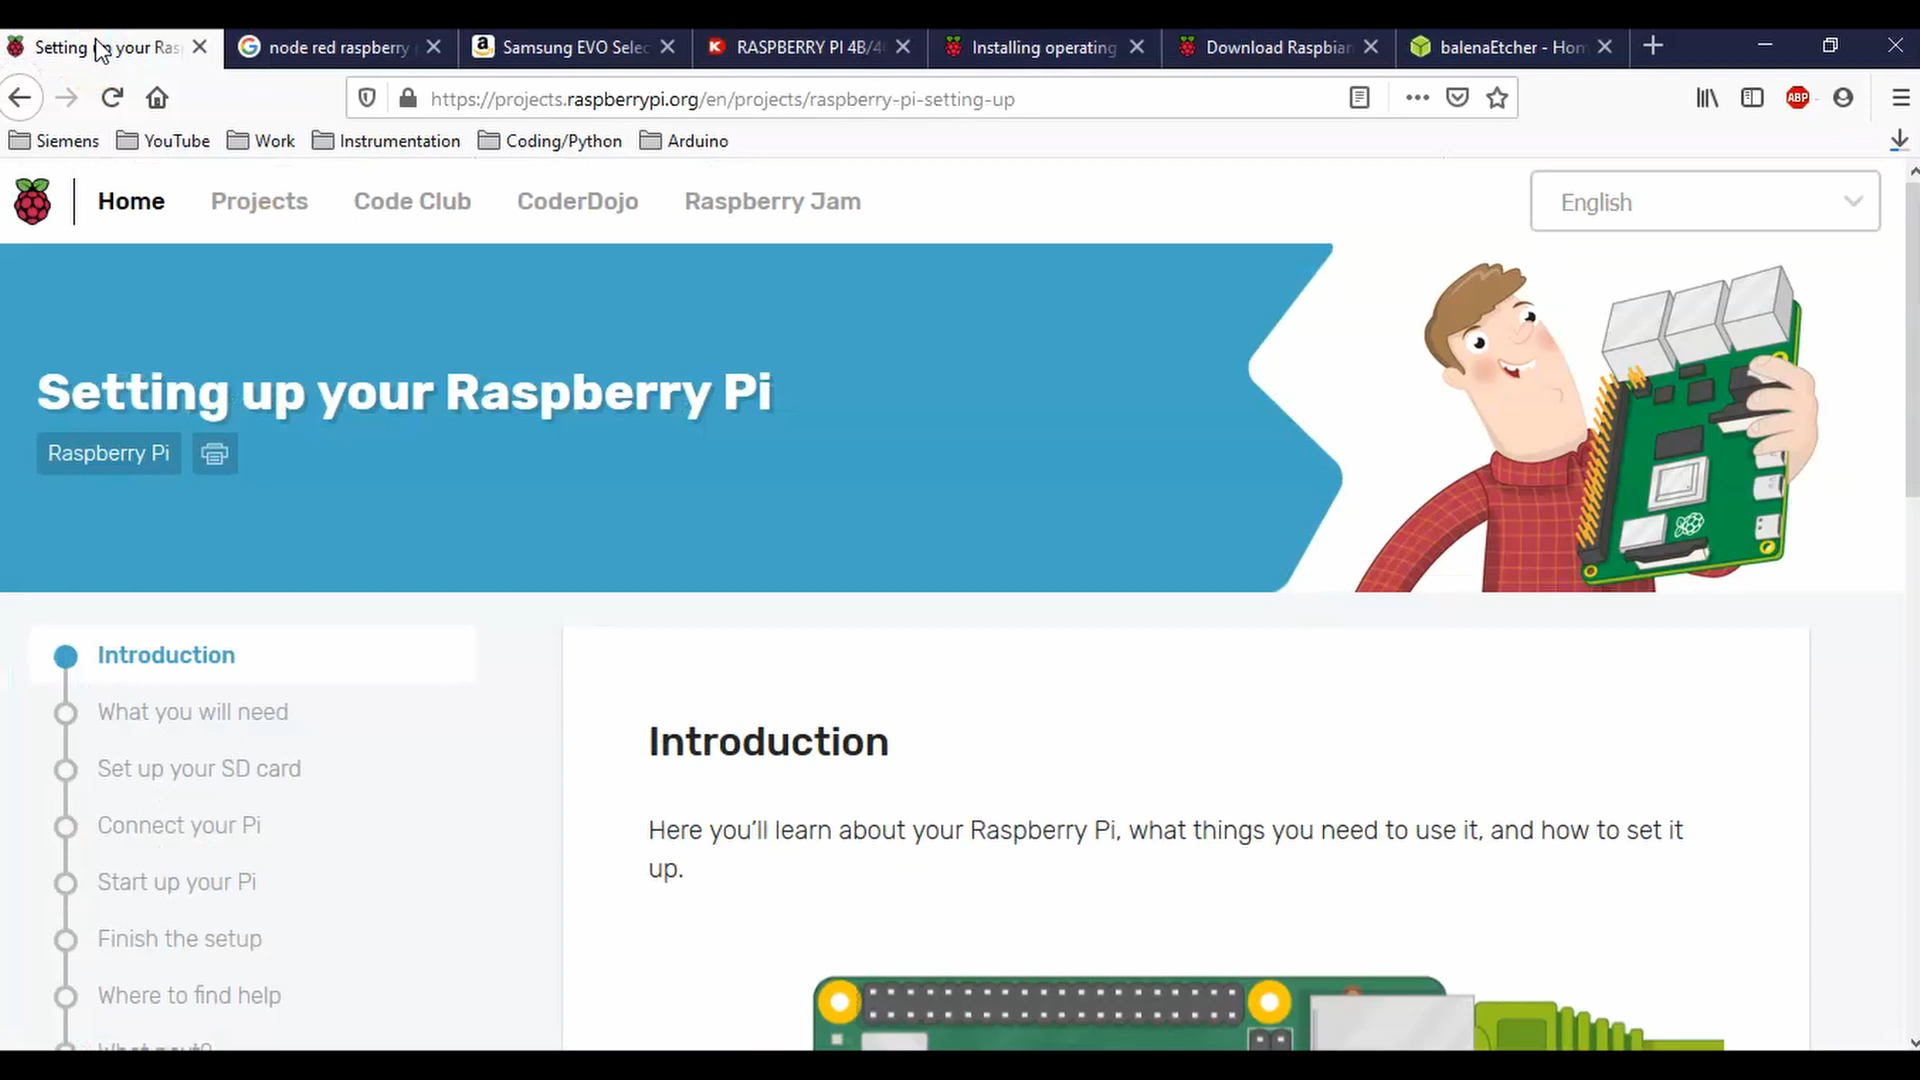 Setting up your Ras
node red raspberry
Samsung EVO Selec
RASPBERRY PI 4B/4
Installing operating
Download Raspbian
balenaEtcher - Hom
https://projects.raspberrypi.org/en/projects/raspberry-pi-setting-up
ABP
Siemens
YouTube
Work
Instrumentation
Coding/Python
Arduino
Home
Projects
Code Club
CoderDojo
Raspberry Jam
English
Setting up your Raspberry Pi
Raspberry Pi
Introduction
What you will need
Set up your SD card
Connect your Pi
Start up your Pi
Finish the setup
Where to find help
What next?
Introduction
Here you'll learn about your Raspberry Pi, what things you need to use it, and how to set it
up.